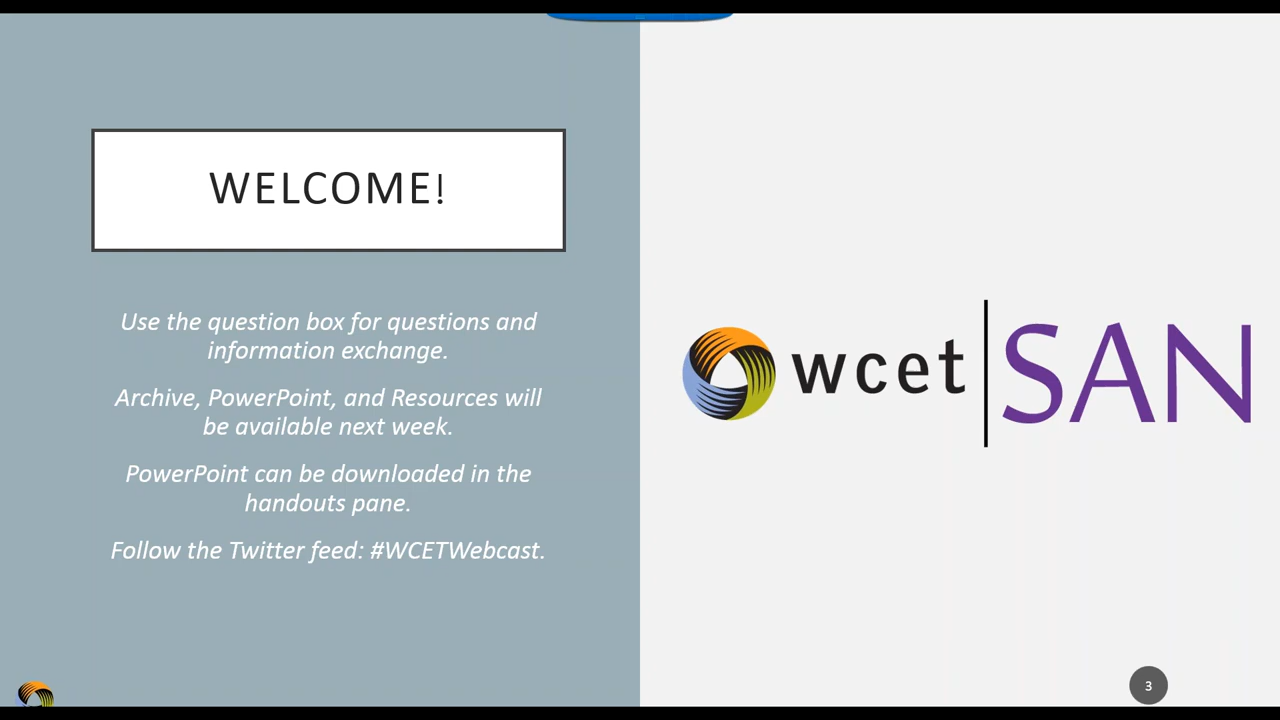 WELCOME!
Use the question box for questions and
information exchange.
Archive, PowerPoint, and Resources will
be available next week.
PowerPoint can be downloaded in the
handouts pane.
Follow the Twitter feed: #WCETWebcast.
wcet SAN
3